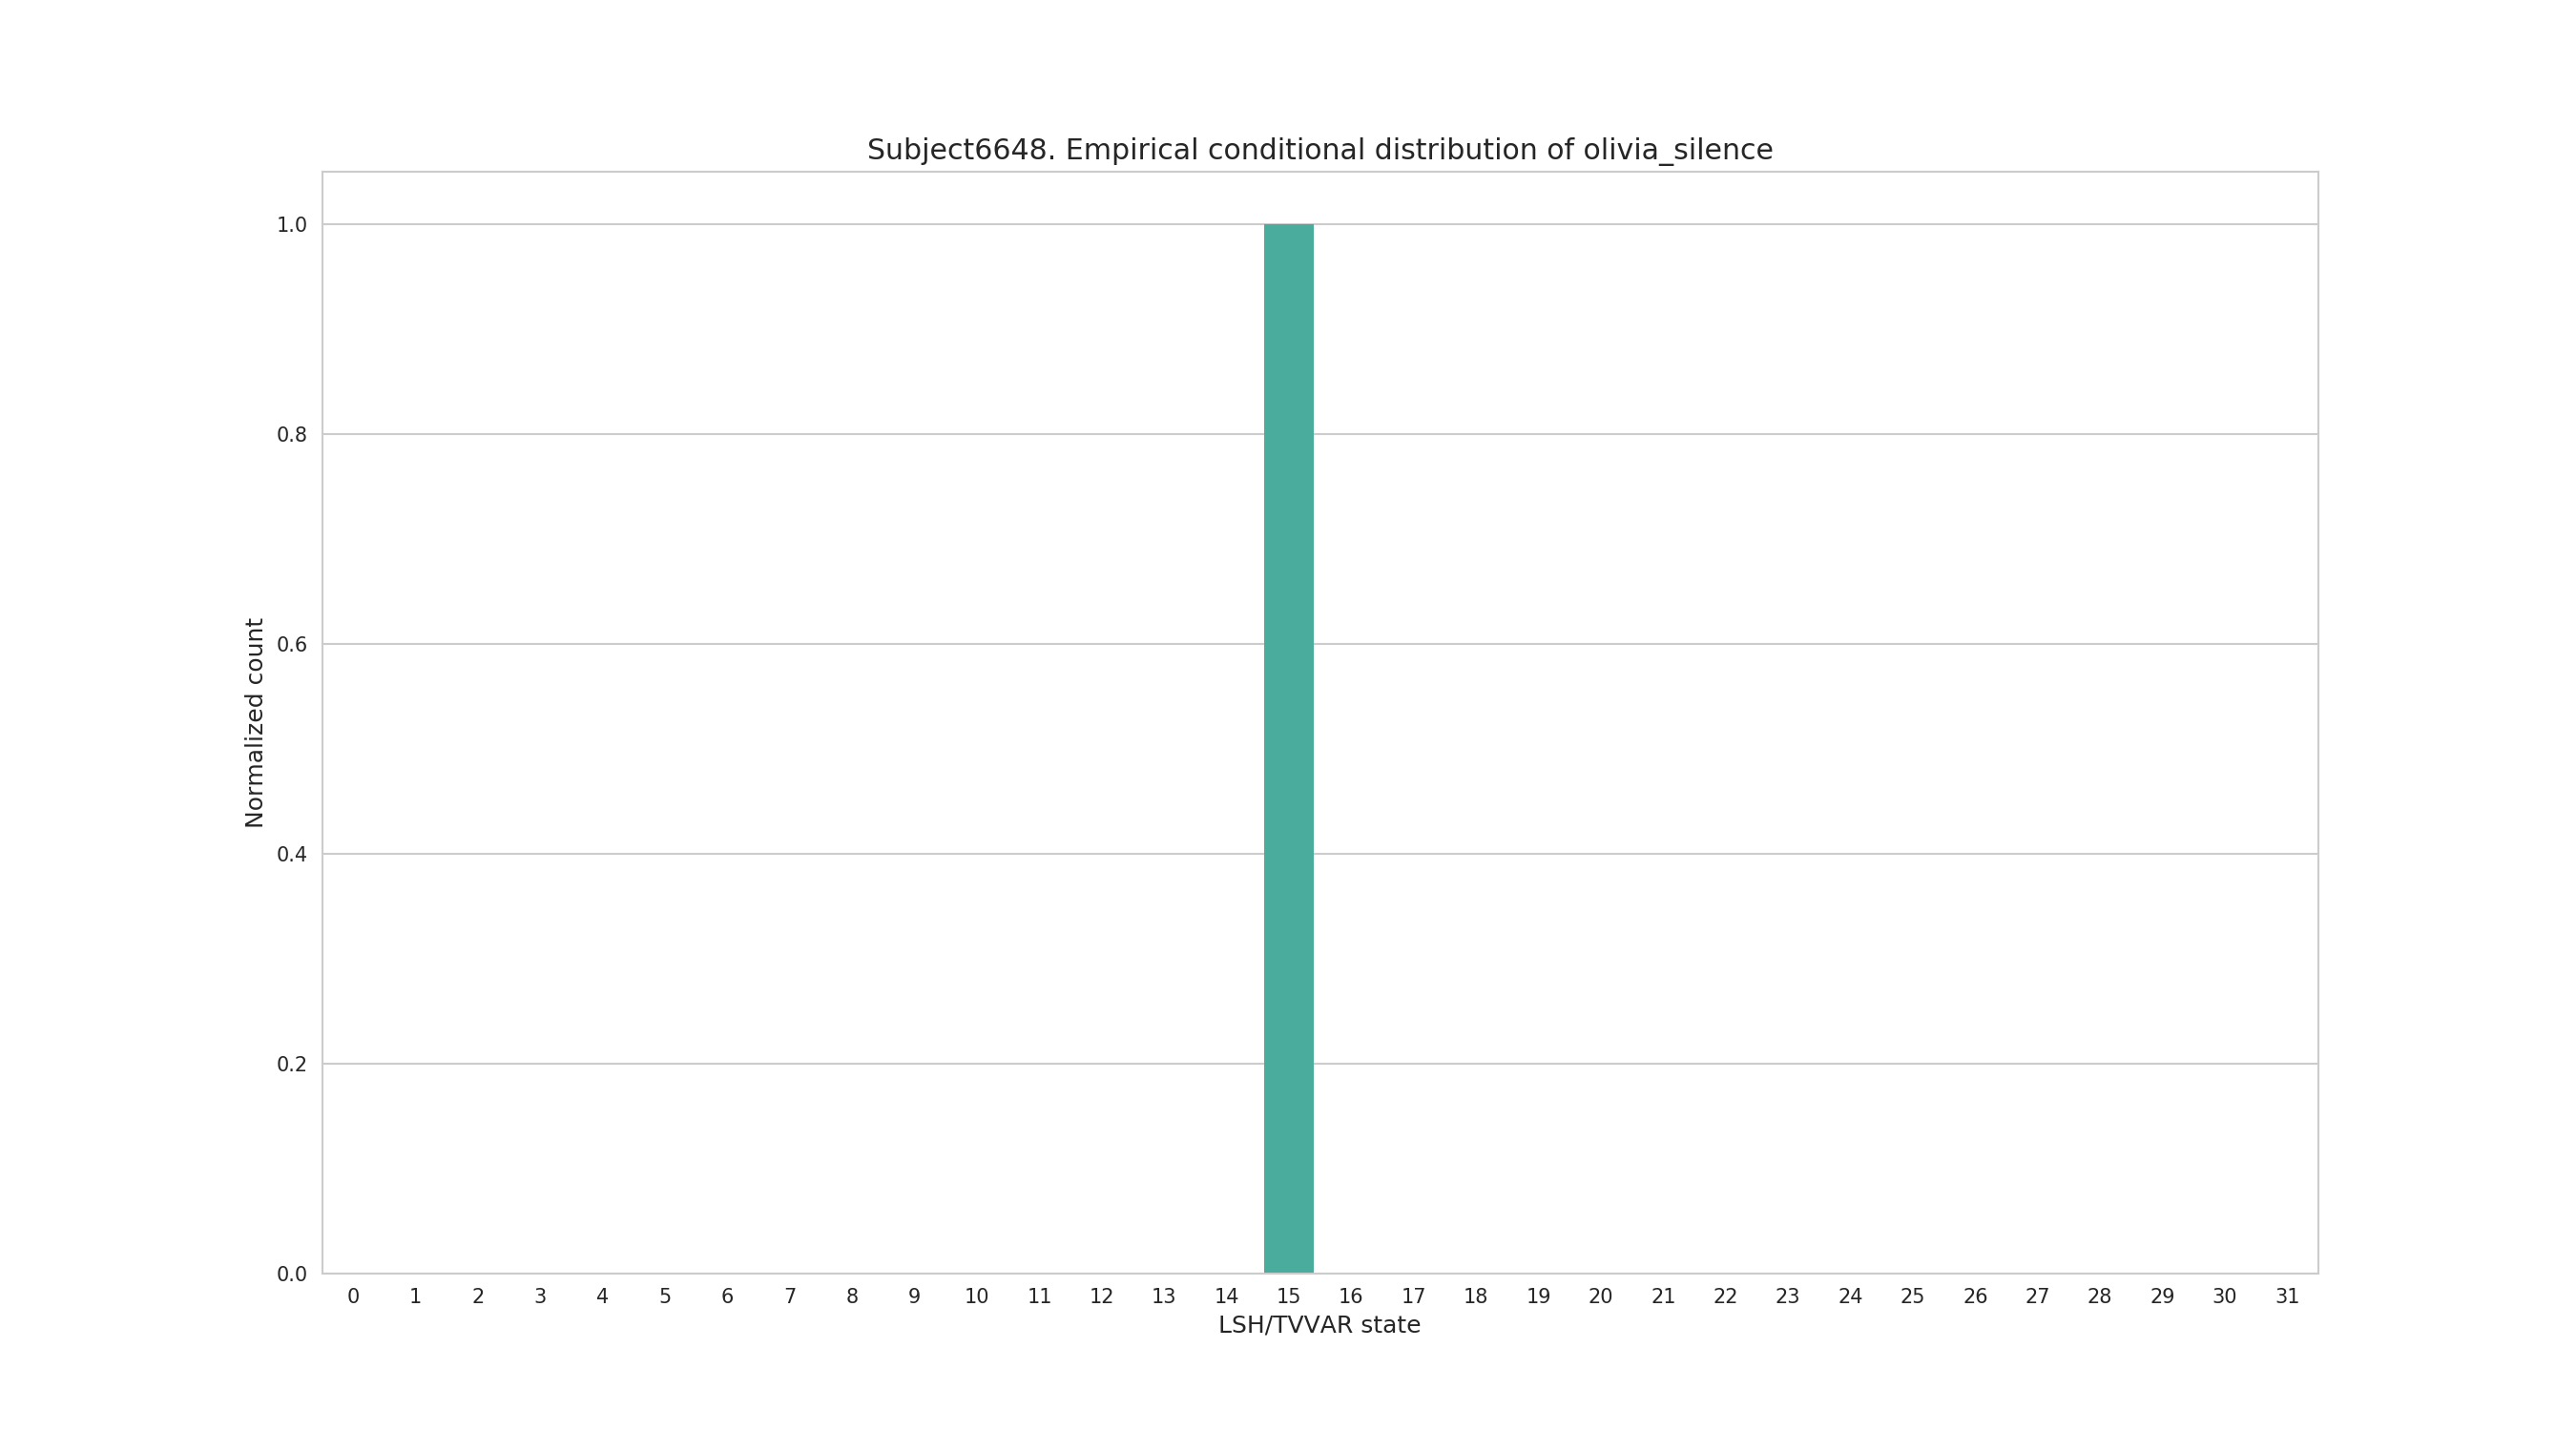 Subject6648. Empirical conditional distribution of olivia_silence
1.0
0.8
0.6
0.4
0.2
0.0
Normalized count
0 1 2 3 4 5 6 7 8 9 10 11 12 13 14 15 16 17 18 19 20 21 22 23 24 25 26 27 28 29 30 31
LSH/TVVAR state